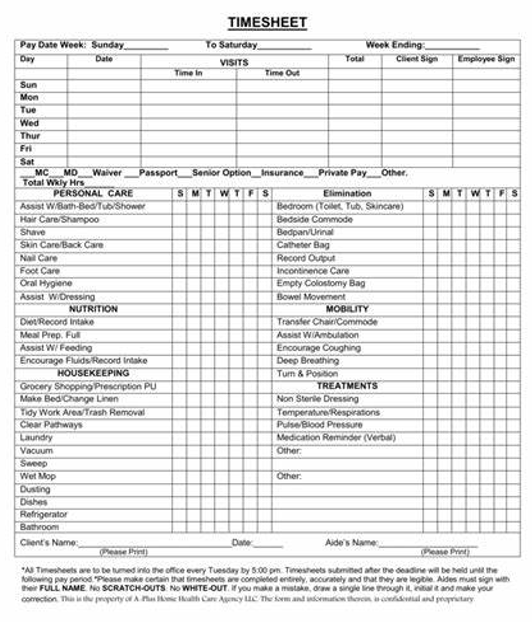 TIMESHEET
Pay Date Week: Sunday__________ To Saturday____________ Week Ending:____________
Day Date VISITS Total Client Sign Employee Sign
Time In Time Out
Sun
Mon
Tue
Wed
Thur
Fri
Sat
___MC___MD___Waiver ___Passport___Senior Option__Insurance___Private Pay___Other.
Total Wkly Hrs
PERSONAL CARE S M T W T F S Elimination S M T W T F S
Assist W/Bath-Bed/Tub/Shower Bedroom (Toilet, Tub, Skincare)
Hair Care/Shampoo Bedside Commode
Shave Bedpan/Urinal
Skin Care/Back Care Catheter Bag
Nail Care Record Output
Foot Care Incontinence Care
Oral Hygiene Empty Colostomy Bag
Assist W/Dressing Bowel Movement
NUTRITION MOBILITY
Diet/Record Intake Transfer Chair/Commode
Meal Prep. Full Assist W/Ambulation
Assist W/ Feeding Encourage Coughing
Encourage Fluids/Record Intake Deep Breathing
HOUSEKEEPING Turn & Position
Grocery Shopping/Prescription PU TREATMENTS
Make Bed/Change Linen Non Sterile Dressing
Tidy Work Area/Trash Removal Temperature/Respirations
Clear Pathways Pulse/Blood Pressure
Laundry Medication Reminder (Verbal)
Vacuum Other:
Sweep
Wet Mop Other:
Dusting
Dishes
Refrigerator
Bathroom
Client's Name:______________________________Date:_____ Aide's Name:____________________
(Please Print) (Please Print)
*All Timesheets are to be turned into the office every Tuesday by 5:00 pm. Timesheets submitted after the deadline will be held until the
following pay period.*Please make certain that timesheets are completed entirely, accurately and that they are legible. Aides must sign with
their FULL NAME. No SCRATCH-OUTS. No WHITE-OUT. If you make a mistake, draw a single line through it, initial it and make your
correction. This is the property of A-Plus Home Health Care Agency LLC. The form and information therein, is confidential and proprietary